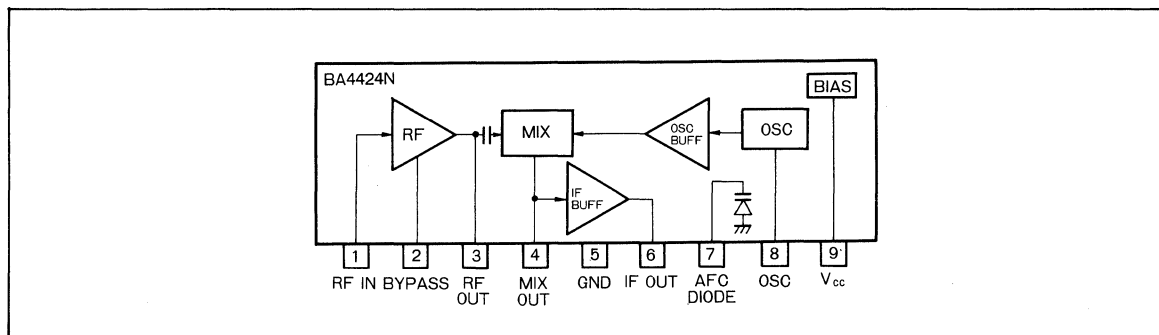 BA4424N
BIAS
RF
MIX
OSC
BUFF
OSC
IF
BUFF
1 2 3 4 5 6 7 8 9
RF IN BYPASS RF
OUT
MIX
OUT
GND
IF OUT
AFC
DIODE
OSC
Vcc